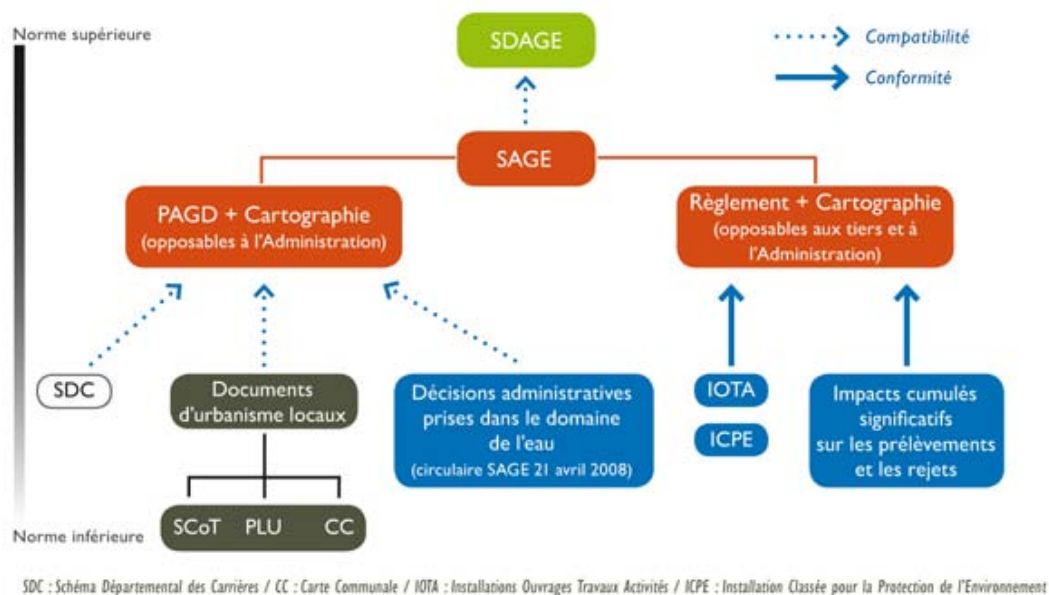 Norme supérieure
SDAGE
Compatibilité
Conformité
SAGE
PAGD + Cartographie
(opposables à l'Administration)
Règlement + Cartographie
(opposables aux tiers et à
l'Administration)
SDC
Documents
d'urbanisme locaux
Décisions administratives
prises dans le domaine
de l'eau
(circulaire SAGE 21 avril 2008)
IOTA
ICPE
Impacts cumulés
significatifs
sur les prélèvements
et les rejets
SCoT PLU CC
Norme inférieure
SDC : Schéma Départemental des Carrières / CC : Carte Communale / IOTA : Installations Ouvrages Travaux Activités / ICPE : Installation Classée pour la Protection de l'Environnement